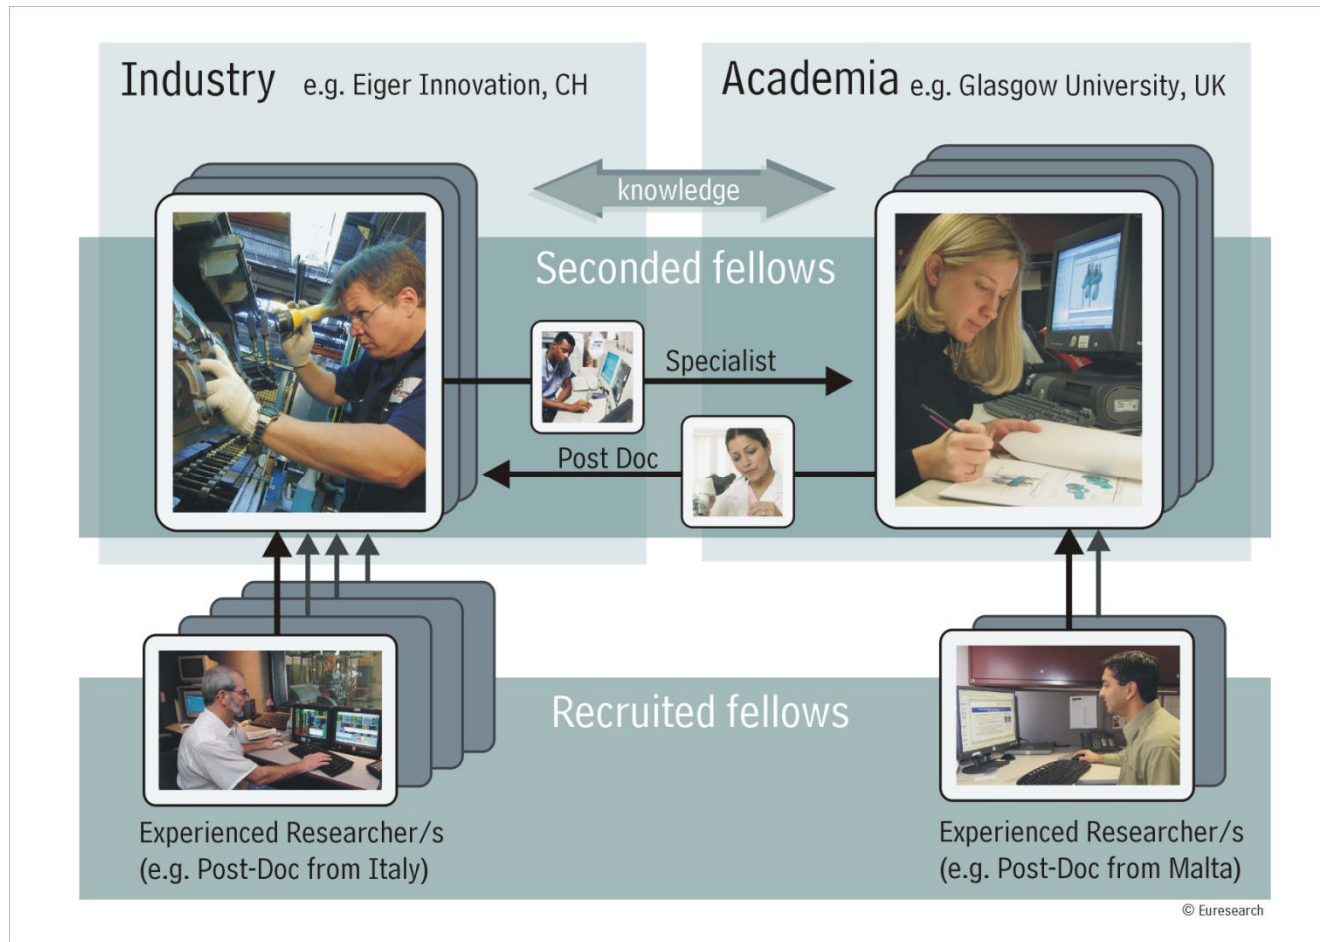 Industry e.g. Eiger Innovation, CH
Academia e.g. Glasgow University, UK
knowledge
Seconded fellows
Specialist
Post Doc
Recruited fellows
Experienced Researcher/s
(e.g. Post-Doc from Italy)
Experienced Researcher/s
(e.g. Post-Doc from Malta)
© Euresearch